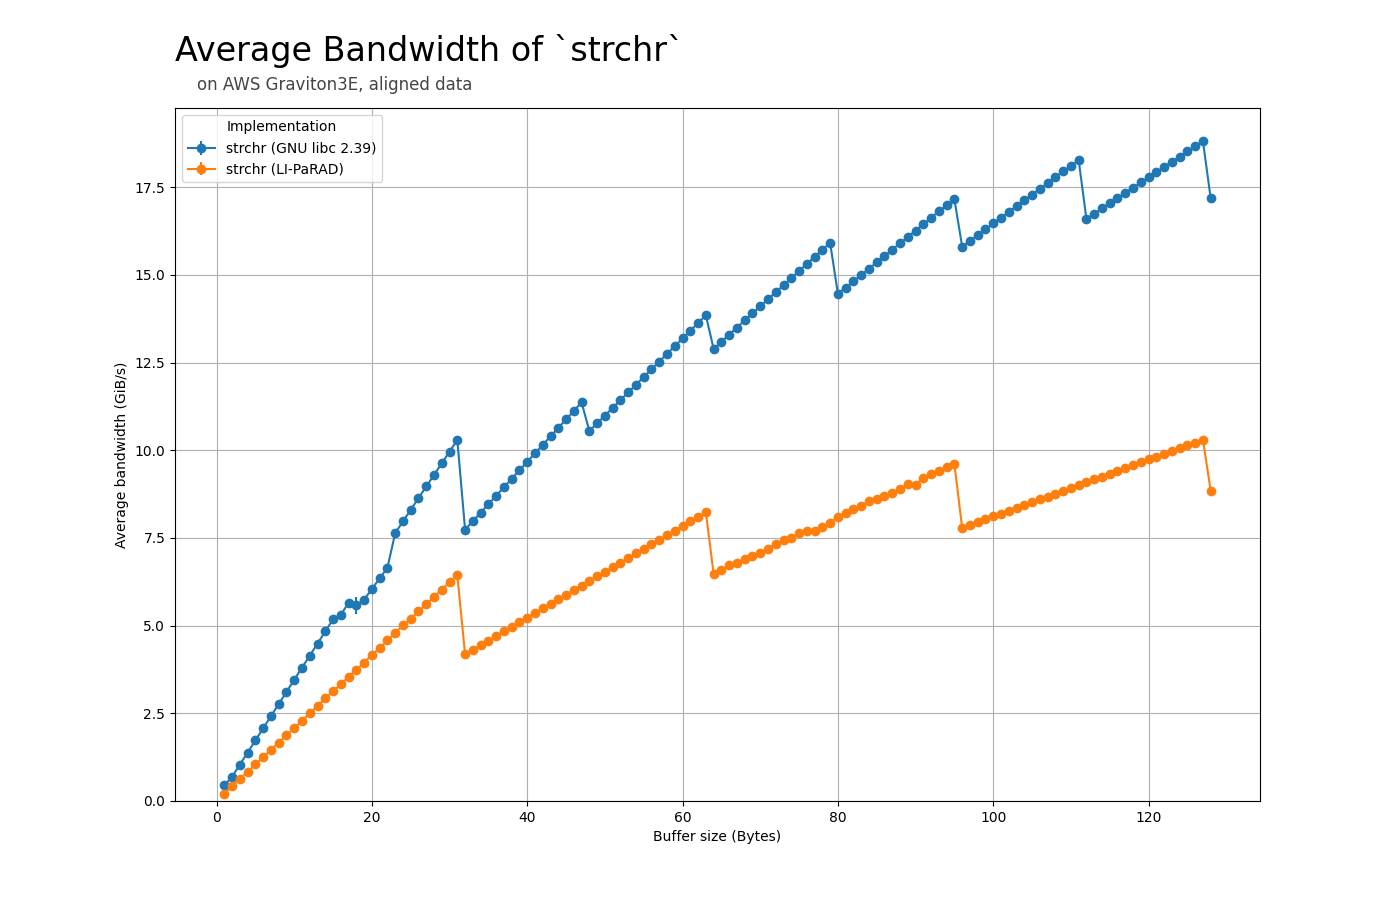 Average Bandwidth of `strchr`
on AWS Graviton3E, aligned data
Implementation
strchr (GNU libc 2.39)
strchr (LI-PaRAD)
17.5
15.0
12.5
10.0
7.5
5.0
2.5
0.0
Average bandwidth (GiB/s)
0 20 40 60 80 100 120
Buffer size (Bytes)